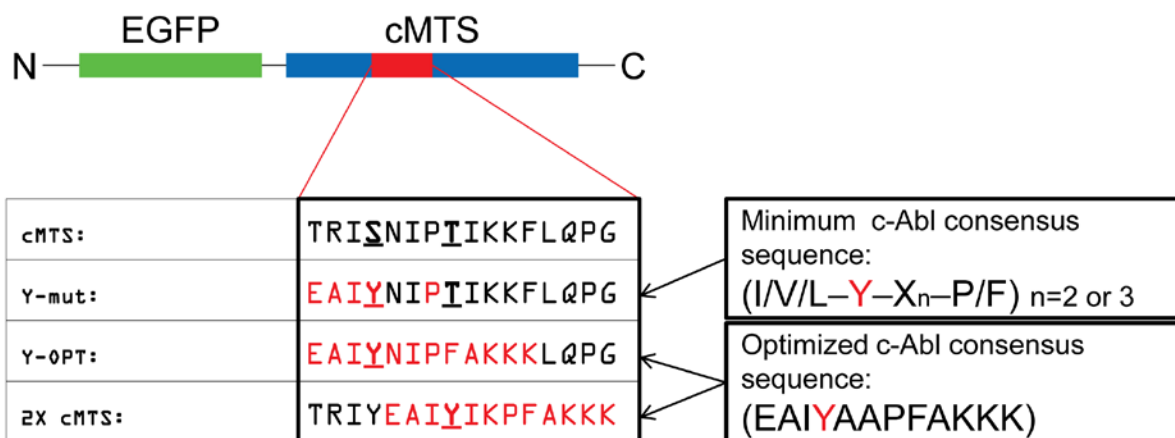 EGFP
cMTS
N
C
cMTS:
TRISNIPTIKKFLQPG
Y-mut:
EAIYNIPTIKKFLQPG
Y-OPT:
EAIYNIPFAKKKLQPG
2X cMTS:
TRIYEAIYIKPFAKKK
Minimum c-Abl consensus
sequence:
(I/V/L–Y–Xn–P/F) n=2 or 3
Optimized c-Abl consensus
sequence:
(EAIYAAPFAKKK)